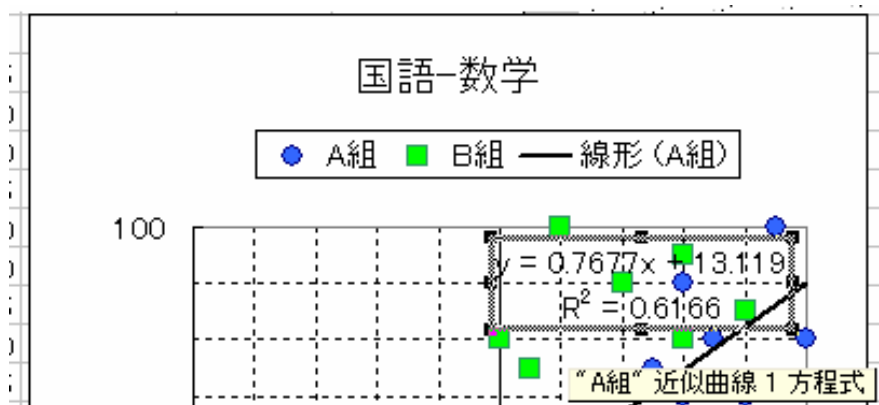 国語-数学
A組 B組 線形 (A組)
100
y = 0.7677x + 13.119
R² = 0.6166
"A組" 近似曲線 1 方程式